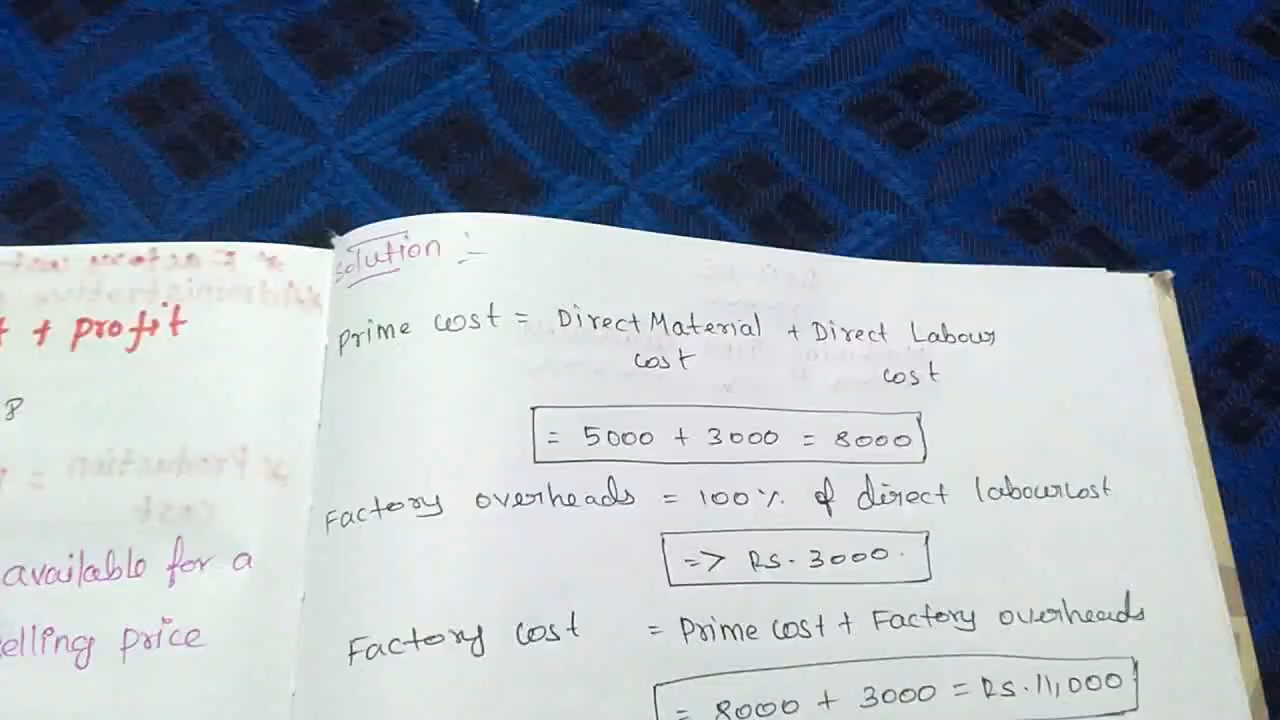 + profit
available for a
elling price
Solution :-
Prime cost = Direct Material + Direct Labour
cost cost
= 5000 + 3000 = 8000
Factory overheads = 100% of direct labourcost
=> Rs. 3000.
Factory cost = Prime cost + Factory overheads
= 8000 + 3000 = Rs. 11,000